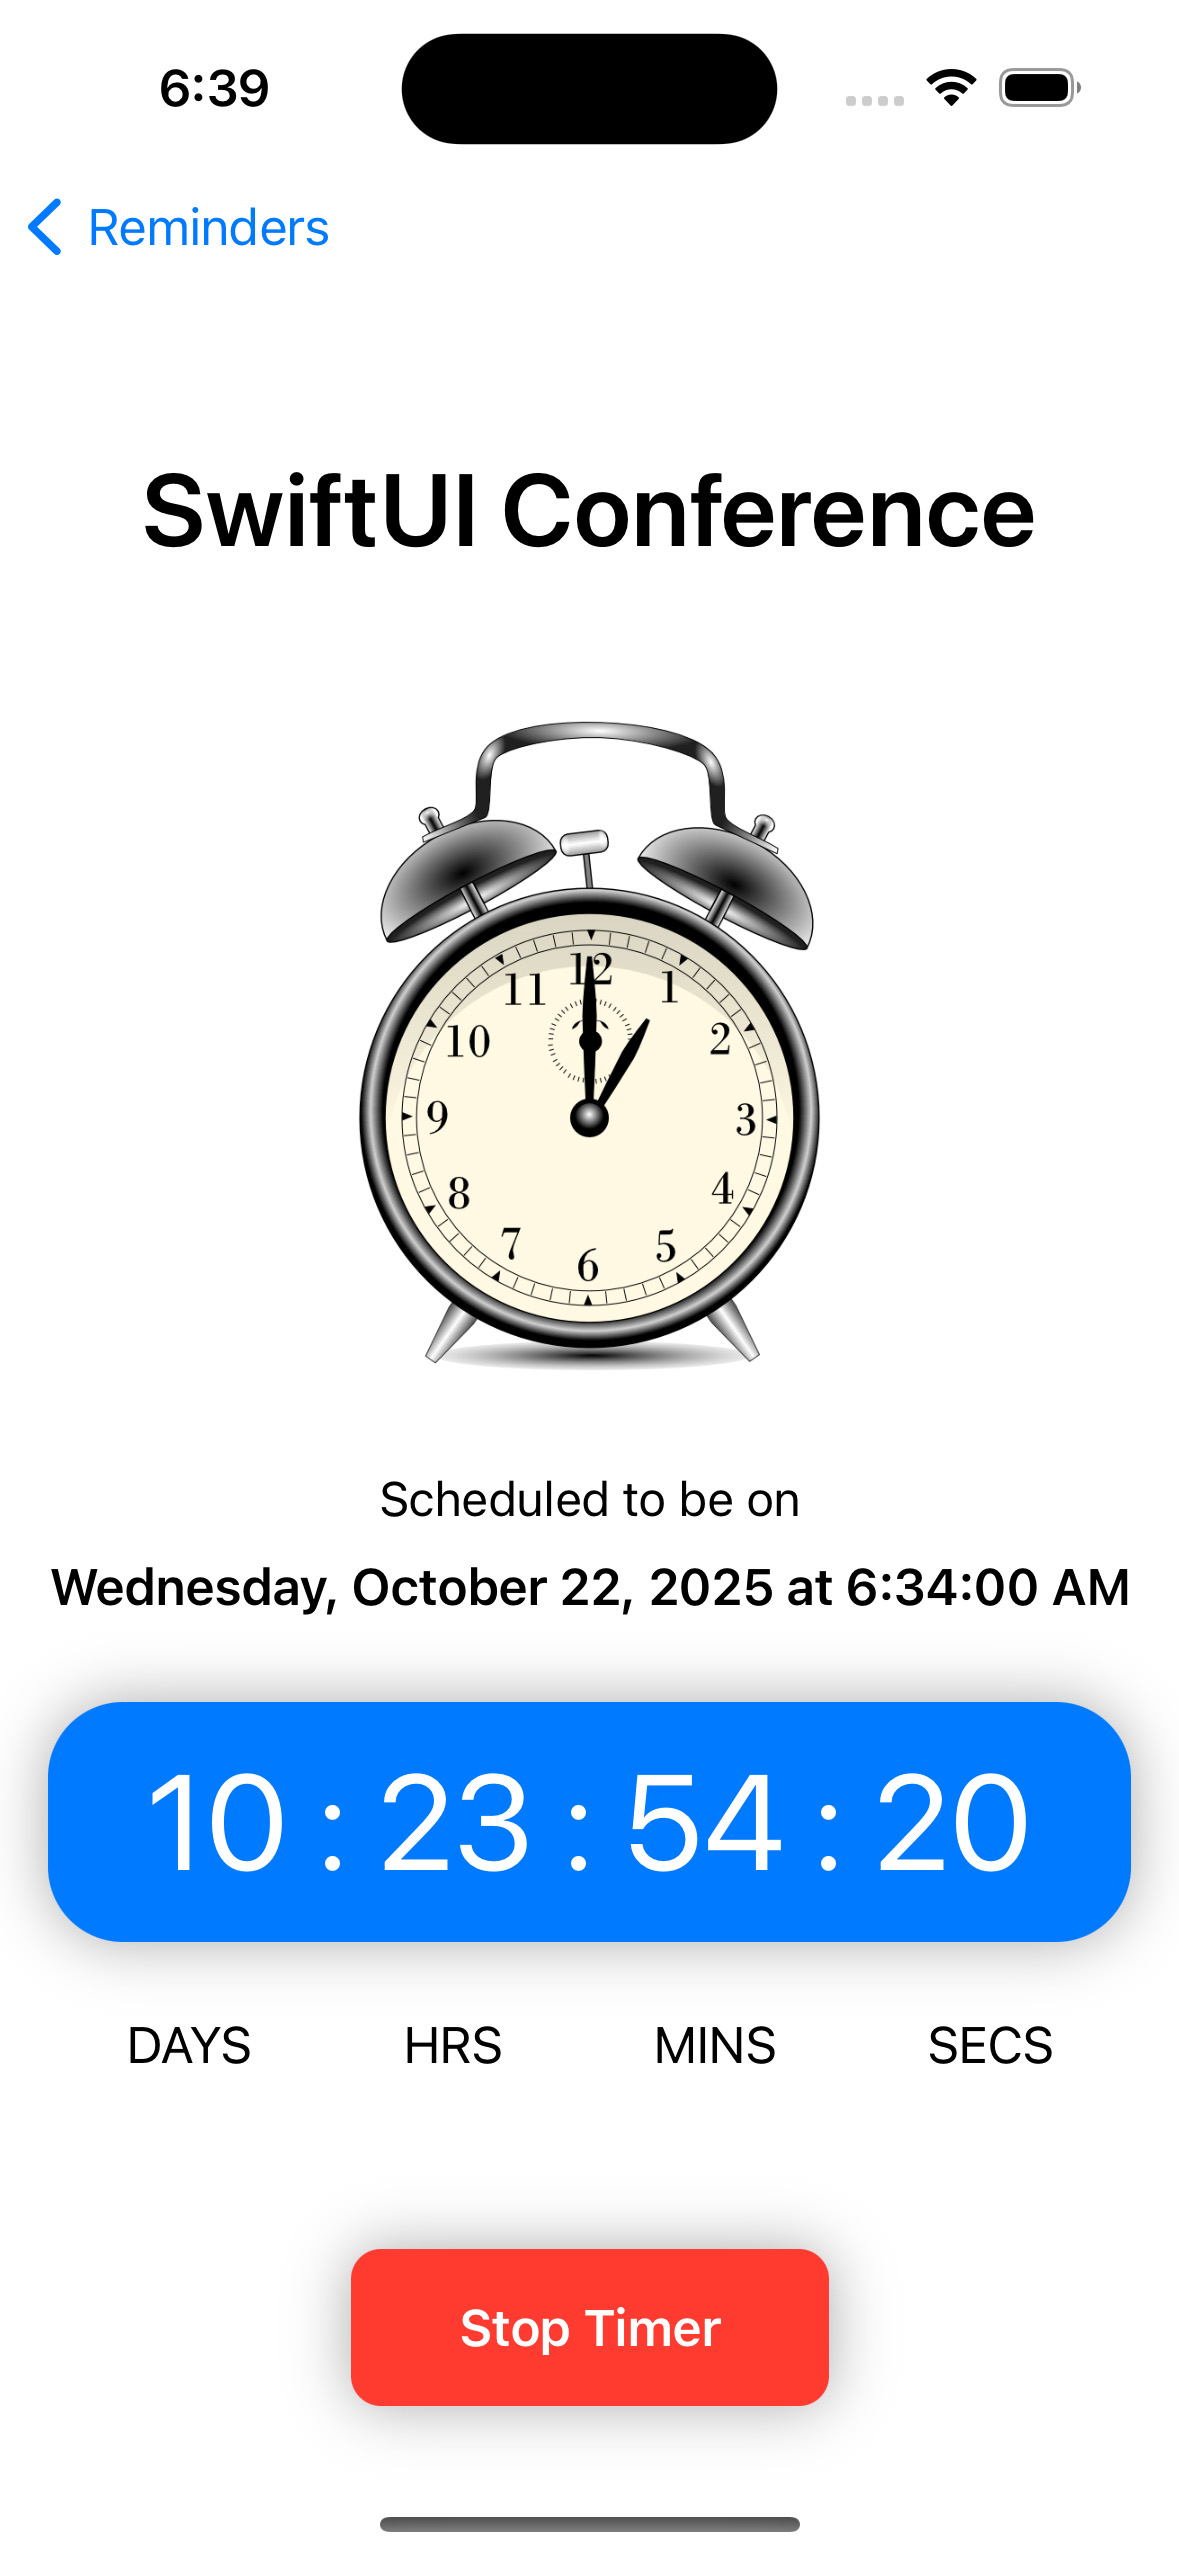 6:39
Reminders
SwiftUI Conference
12
11
1
10
2
9
3
8
4
7
5
6
Scheduled to be on
Wednesday, October 22, 2025 at 6:34:00 AM
10 : 23 : 54 : 20
DAYS HRS MINS SECS
Stop Timer